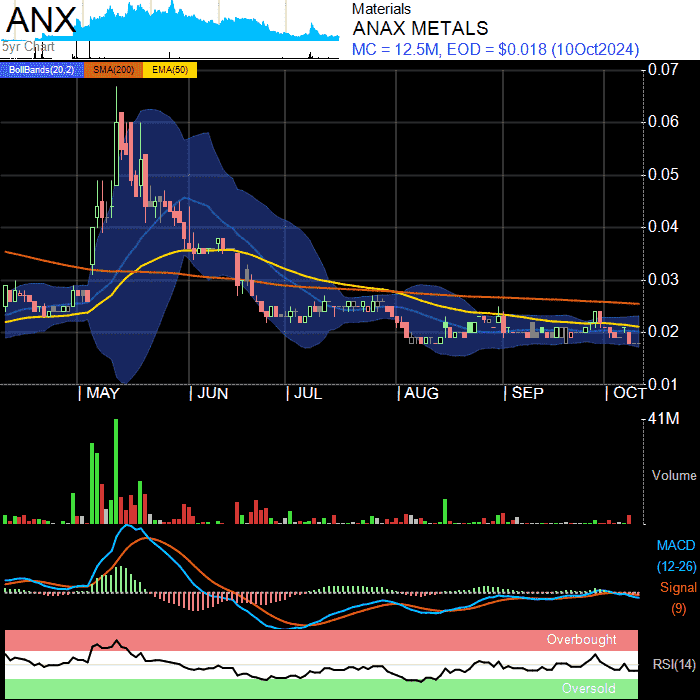 ANX
5yr Chart
Materials
ANAX METALS
MC = 12.5M, EOD = $0.018 (10Oct2024)
BollBands(20,2) SMA(200) EMA(50)
0.07
0.06
0.05
0.04
0.03
0.02
0.01
MAY JUN JUL AUG SEP OCT
41M
Volume
MACD
(12-26)
Signal
(9)
Overbought
RSI(14)
Oversold